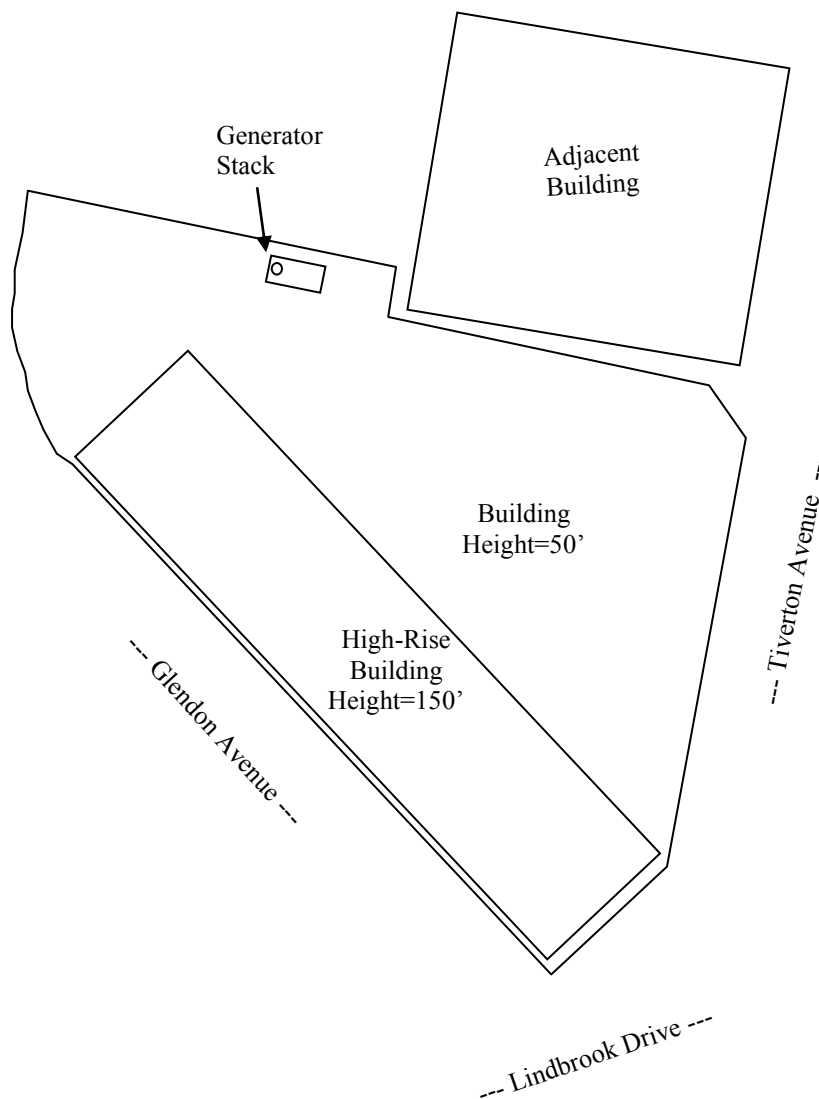 Generator
Stack
Adjacent
Building
Building
Height=50’
--- Tiverton Avenue ---
High-Rise
Building
Height=150’
--- Glendon Avenue ---
--- Lindbrook Drive ---